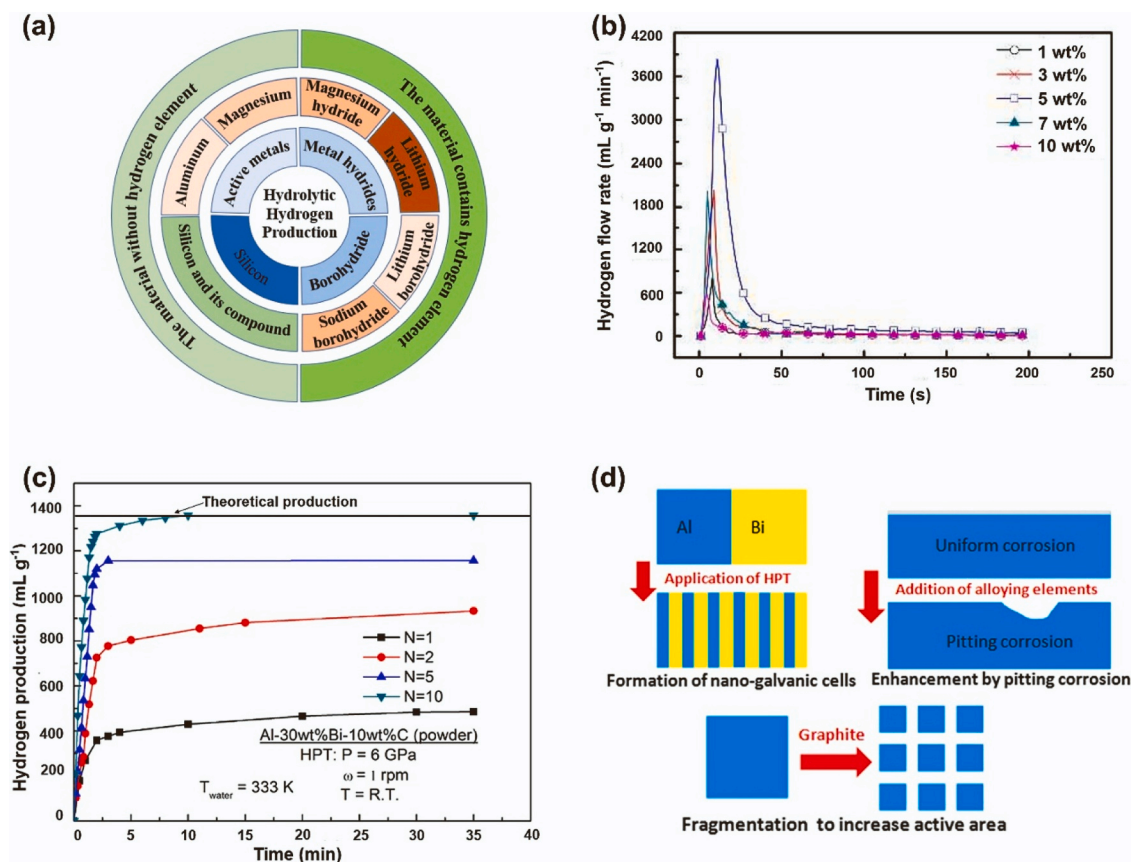 (a)
The material without hydrogen element
The material contains hydrogen element
Aluminum
Magnesium
Magnesium
hydride
Lithium
hydride
Lithium
borohydride
Sodium
borohydride
Silicon and its compound
Active metals
Metal hydrides
Borohydride
Silicon
Hydrolytic
Hydrogen
Production
(b)
Hydrogen flow rate (mL g⁻¹ min⁻¹)
4200
3600
3000
2400
1800
1200
600
0
1 wt%
3 wt%
5 wt%
7 wt%
10 wt%
0 50 100 150 200 250
Time (s)
(c)
Hydrogen production (mL g⁻¹)
1400
1200
1000
800
600
400
200
0
Theoretical production
N=1
N=2
N=5
N=10
Al-30wt%Bi-10wt%C (powder)
HPT: P = 6 GPa
ω = 1 rpm
T = R.T.
T water = 333 K
0 5 10 15 20 25 30 35 40
Time (min)
(d)
Al Bi
Application of HPT
Formation of nano-galvanic cells
Uniform corrosion
Addition of alloying elements
Pitting corrosion
Enhancement by pitting corrosion
Graphite
Fragmentation to increase active area